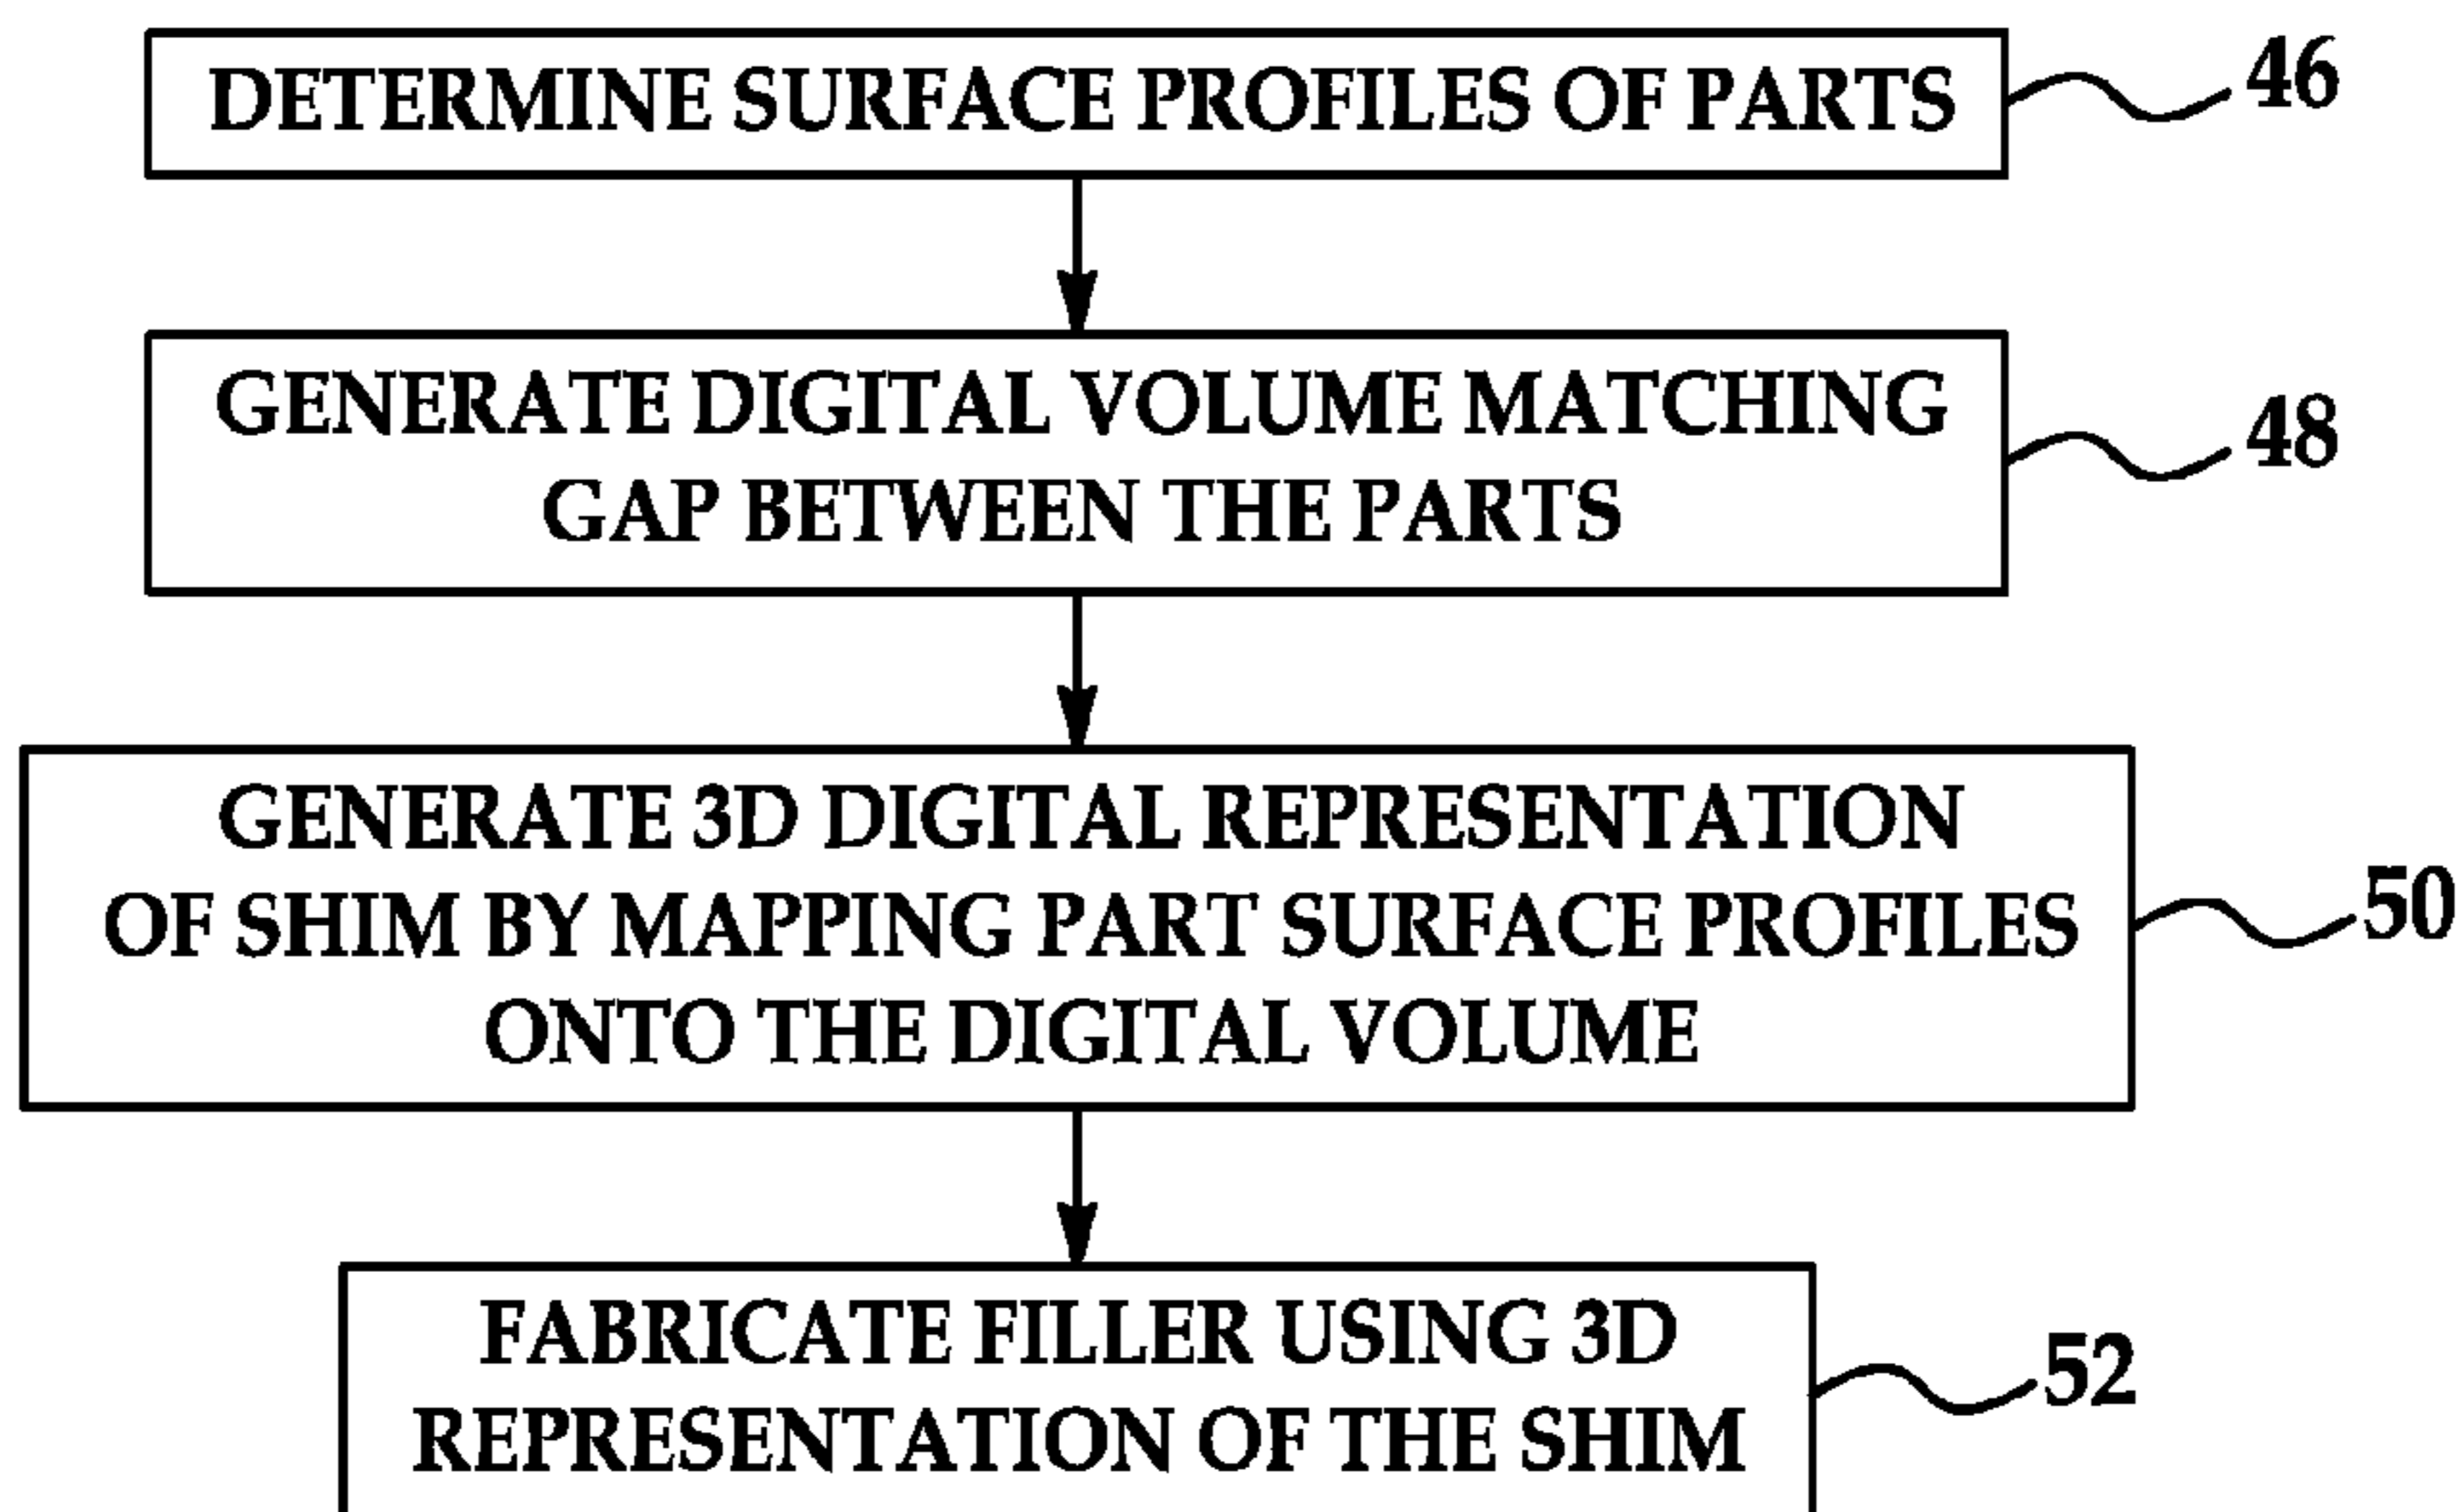 DETERMINE SURFACE PROFILES OF PARTS
46
GENERATE DIGITAL VOLUME MATCHING
GAP BETWEEN THE PARTS
48
GENERATE 3D DIGITAL REPRESENTATION
OF SHIM BY MAPPING PART SURFACE PROFILES
ONTO THE DIGITAL VOLUME
50
FABRICATE FILLER USING 3D
REPRESENTATION OF THE SHIM
52